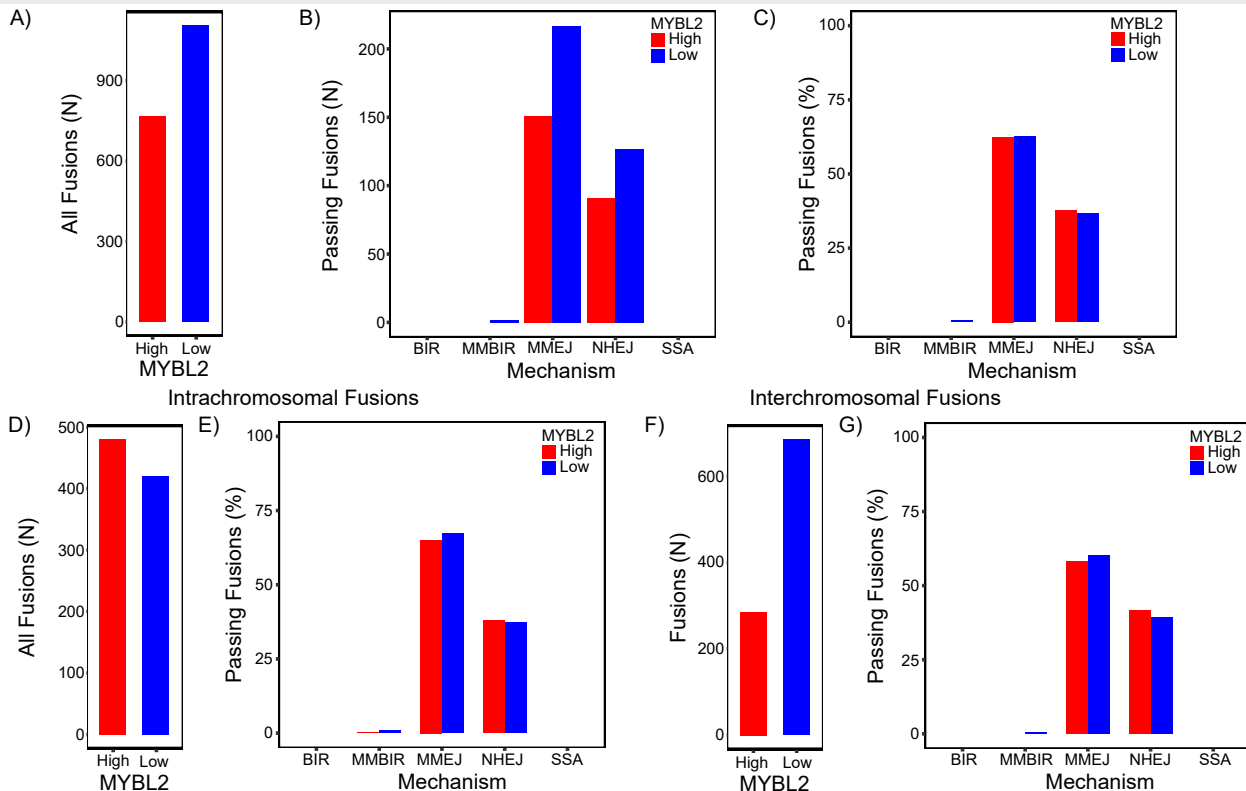 A)
All Fusions (N)
900
600
300
0
High Low
MYBL2
B)
Passing Fusions (N)
200
150
100
50
0
MYBL2
High
Low
BIR MMBIR MMEJ NHEJ SSA
Mechanism
C)
Passing Fusions (%)
100
75
50
25
0
MYBL2
High
Low
BIR MMBIR MMEJ NHEJ SSA
Mechanism
Intrachromosomal Fusions
D)
All Fusions (N)
500
400
300
200
100
0
High Low
MYBL2
E)
Passing Fusions (%)
100
75
50
25
0
MYBL2
High
Low
BIR MMBIR MMEJ NHEJ SSA
Mechanism
Interchromosomal Fusions
F)
Fusions (N)
600
400
200
0
High Low
MYBL2
G)
Passing Fusions (%)
100
75
50
25
0
MYBL2
High
Low
BIR MMBIR MMEJ NHEJ SSA
Mechanism